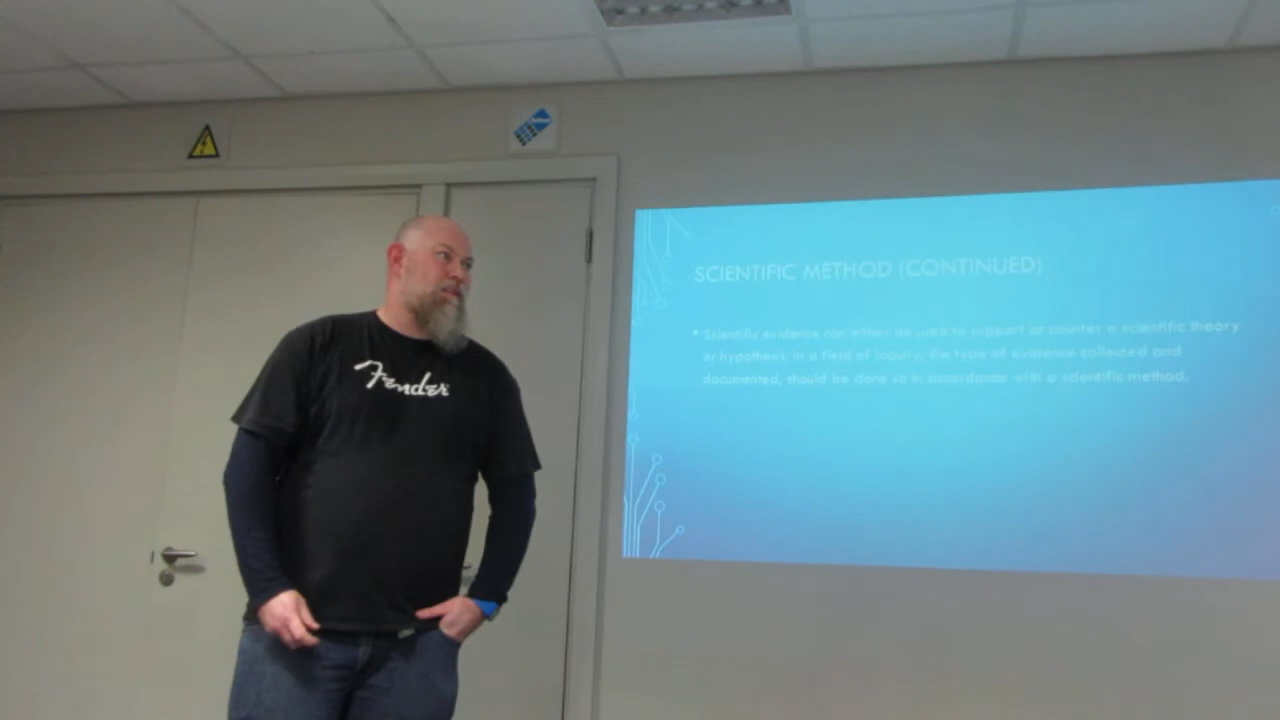 Fender
SCIENTIFIC METHOD (CONTINUED)
• Scientific evidence can either be used to support or counter a scientific theory
or hypothesis. In a field of inquiry, the type of evidence collected and
documented, should be done so in accordance with a scientific method.